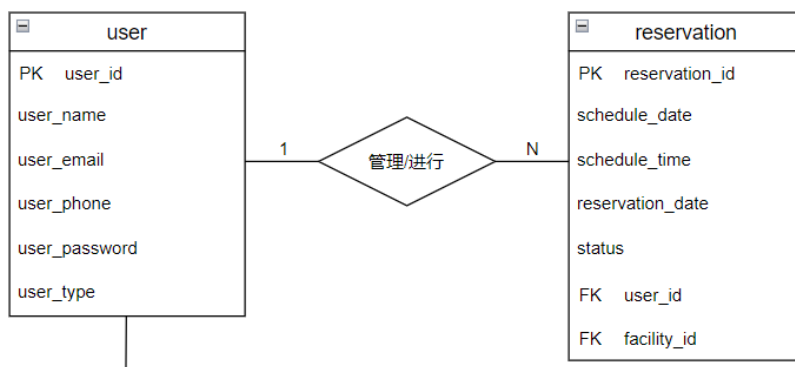 user
PK user_id
user_name
user_email
user_phone
user_password
user_type
1
管理/进行
N
reservation
PK reservation_id
schedule_date
schedule_time
reservation_date
status
FK user_id
FK facility_id